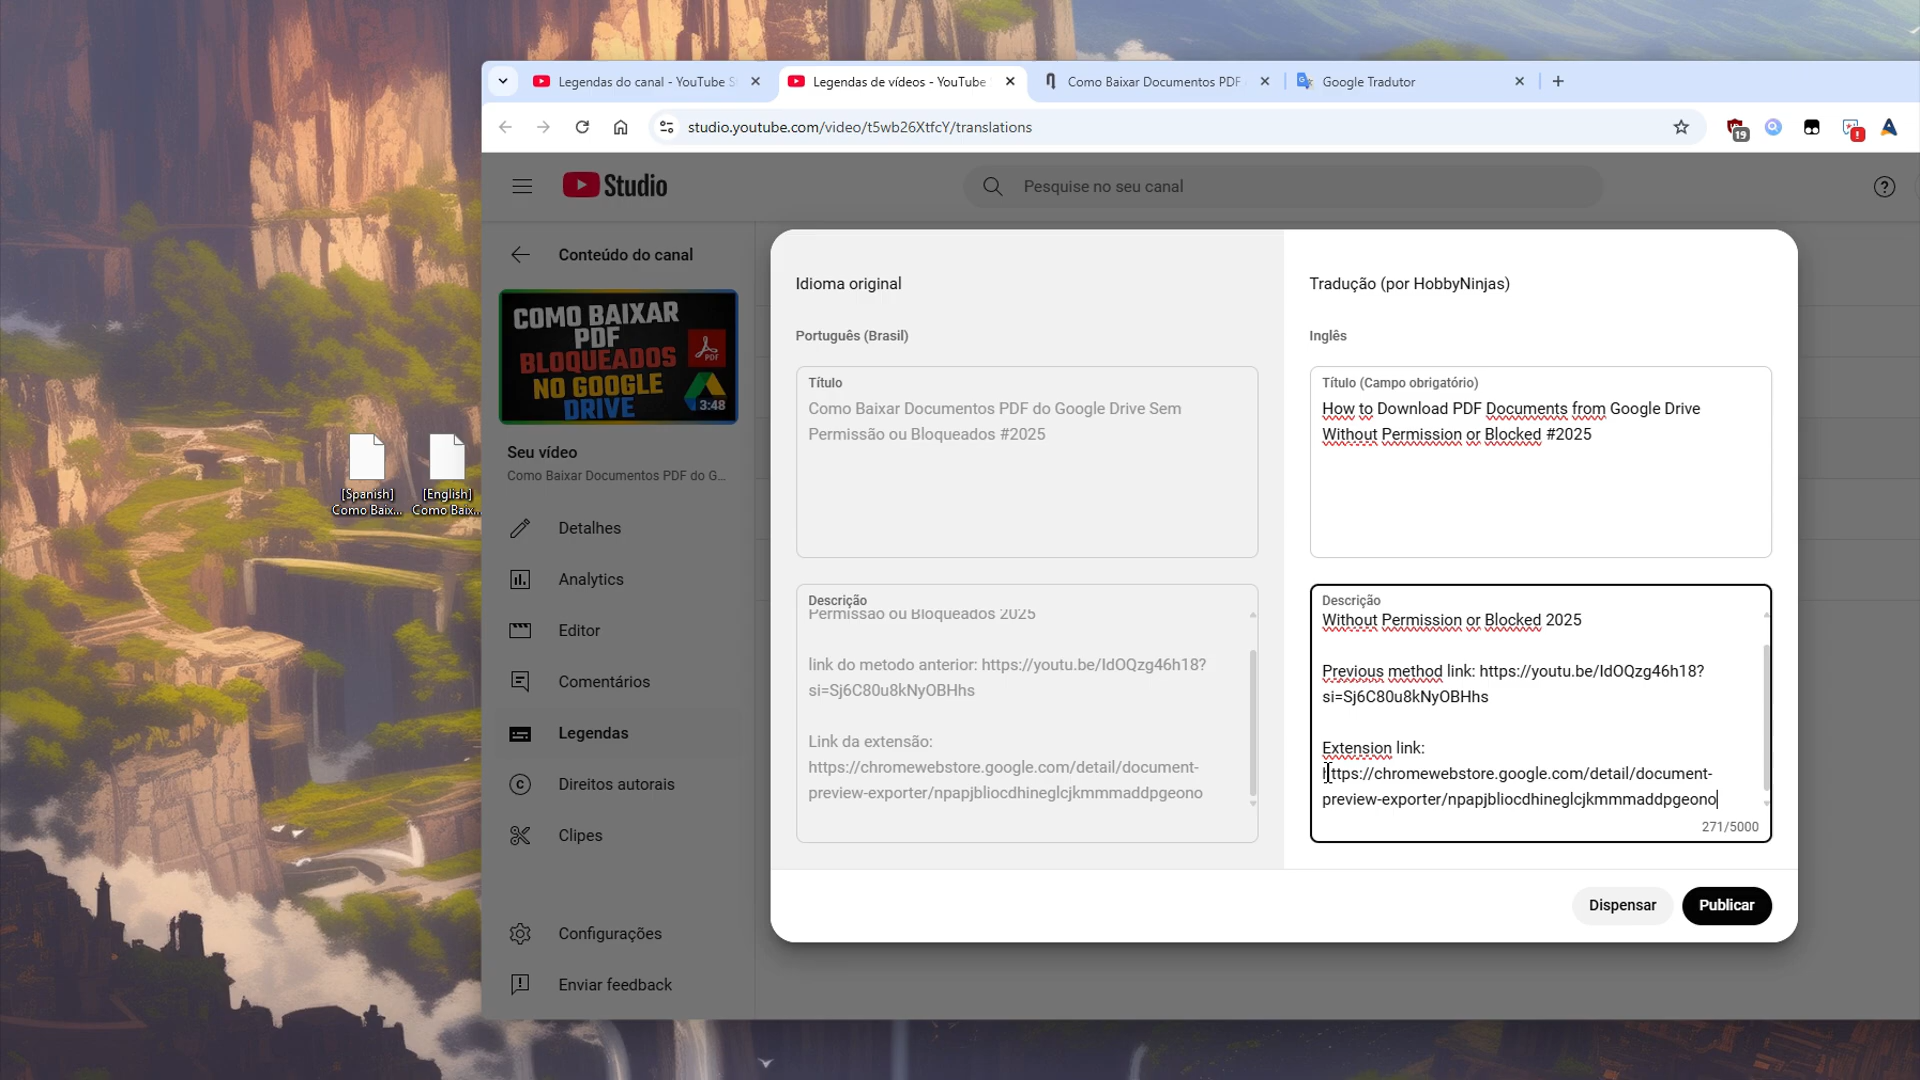 Legendas do canal - YouTube S
Legendas de vídeos - YouTube
Como Baixar Documentos PDF
Google Tradutor
studio.youtube.com/video/t5wb26XtfcY/translations
19
!
Studio
Pesquise no seu canal
Conteúdo do canal
COMO BAIXAR
PDF
BLOQUEADOS
NO GOOGLE
DRIVE
PDF
3:48
Seu vídeo
Como Baixar Documentos PDF do G...
Detalhes
Analytics
Editor
Comentários
Legendas
Direitos autorais
Clipes
Configurações
Enviar feedback
[Spanish]
Como Baix...
[English]
Como Baix...
Idioma original
Português (Brasil)
Título
Como Baixar Documentos PDF do Google Drive Sem
Permissão ou Bloqueados #2025
Descrição
Permissão ou Bloqueados 2025
link do metodo anterior: https://youtu.be/IdOQzg46h18?
si=Sj6C80u8kNyOBHhs
Link da extensão:
https://chromewebstore.google.com/detail/document-
preview-exporter/npapjbliocdhineglcjkmmmaddpgeono
Tradução (por HobbyNinjas)
Inglês
Título (Campo obrigatório)
How to Download PDF Documents from Google Drive
Without Permission or Blocked #2025
Descrição
Without Permission or Blocked 2025
Previous method link: https://youtu.be/IdOQzg46h18?
si=Sj6C80u8kNyOBHhs
Extension link:
https://chromewebstore.google.com/detail/document-
preview-exporter/npapjbliocdhineglcjkmmmaddpgeono
271/5000
Dispensar
Publicar